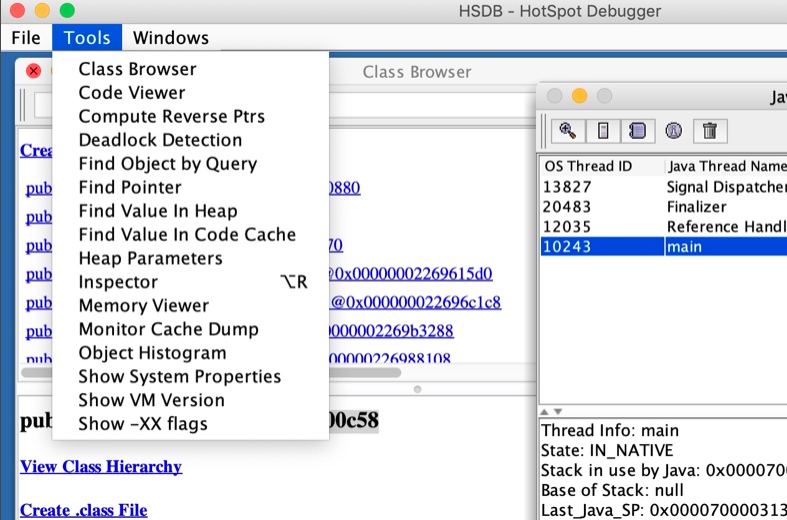 HSDB - HotSpot Debugger
File Tools Windows
Class Browser
Code Viewer
Compute Reverse Ptrs
Deadlock Detection
Find Object by Query
Find Pointer
Find Value In Heap
Find Value In Code Cache
Heap Parameters
Inspector ⌥R
Memory Viewer
Monitor Cache Dump
Object Histogram
Show System Properties
Show VM Version
Show -XX flags
Class Browser
Crea
pub 0880
pub
pub 70
pub @0x00000002269615d0
pub @0x000000022696c1c8
pub 0000002269b3288
pub 00000226988108
pub 00c58
View Class Hierarchy
Create .class File
Ja
OS Thread ID Java Thread Name
13827 Signal Dispatche
20483 Finalizer
12035 Reference Handl
10243 main
Thread Info: main
State: IN_NATIVE
Stack in use by Java: 0x000070
Base of Stack: null
Last_Java_SP: 0x000070000313